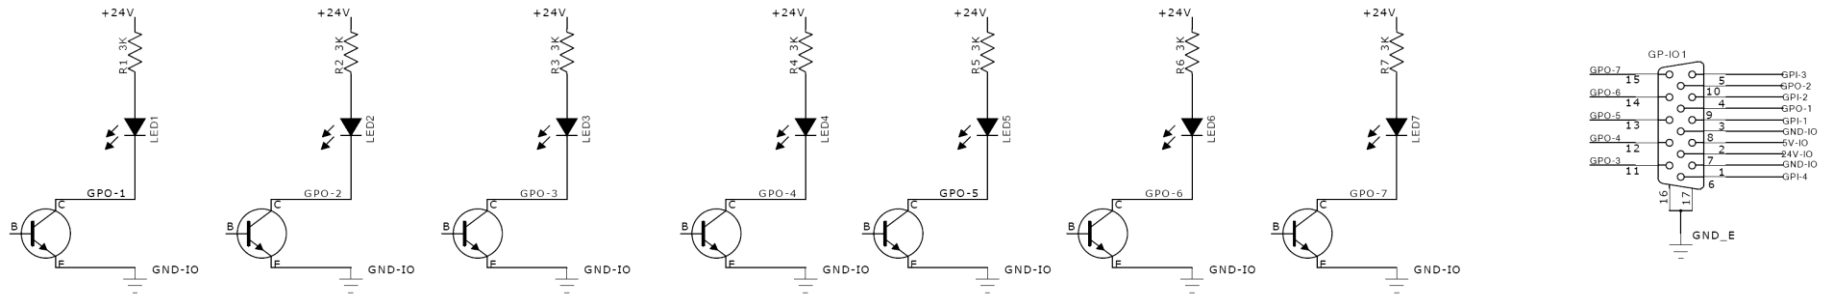 +24V
R1 3K
LED1
GPO-1
C
B
E
GND-IO
+24V
R2 3K
LED2
GPO-2
C
B
E
GND-IO
+24V
R3 3K
LED3
GPO-3
C
B
E
GND-IO
+24V
R4 3K
LED4
GPO-4
C
B
E
GND-IO
+24V
R5 3K
LED5
GPO-5
C
B
E
GND-IO
+24V
R6 3K
LED6
GPO-6
C
B
E
GND-IO
+24V
R7 3K
LED7
GPO-7
C
B
E
GND-IO
GP-IO1
GPO-7 15
GPO-6 14
GPO-5 13
GPO-4 12
GPO-3 11
5 GPI-3
10 GPO-2
4 GPI-2
9 GPO-1
3 GPI-1
8 GND-IO
2 5V-IO
7 24V-IO
1 GND-IO
6 GPI-4
16
17
GND_E